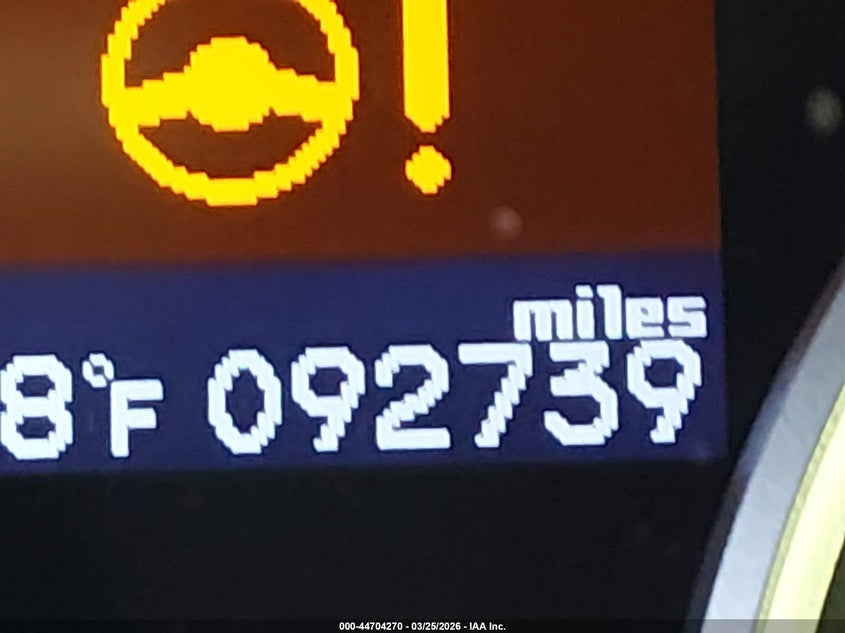 !
miles
8°F 092739
000-44704270 - 03/25/2026 - IAA Inc.